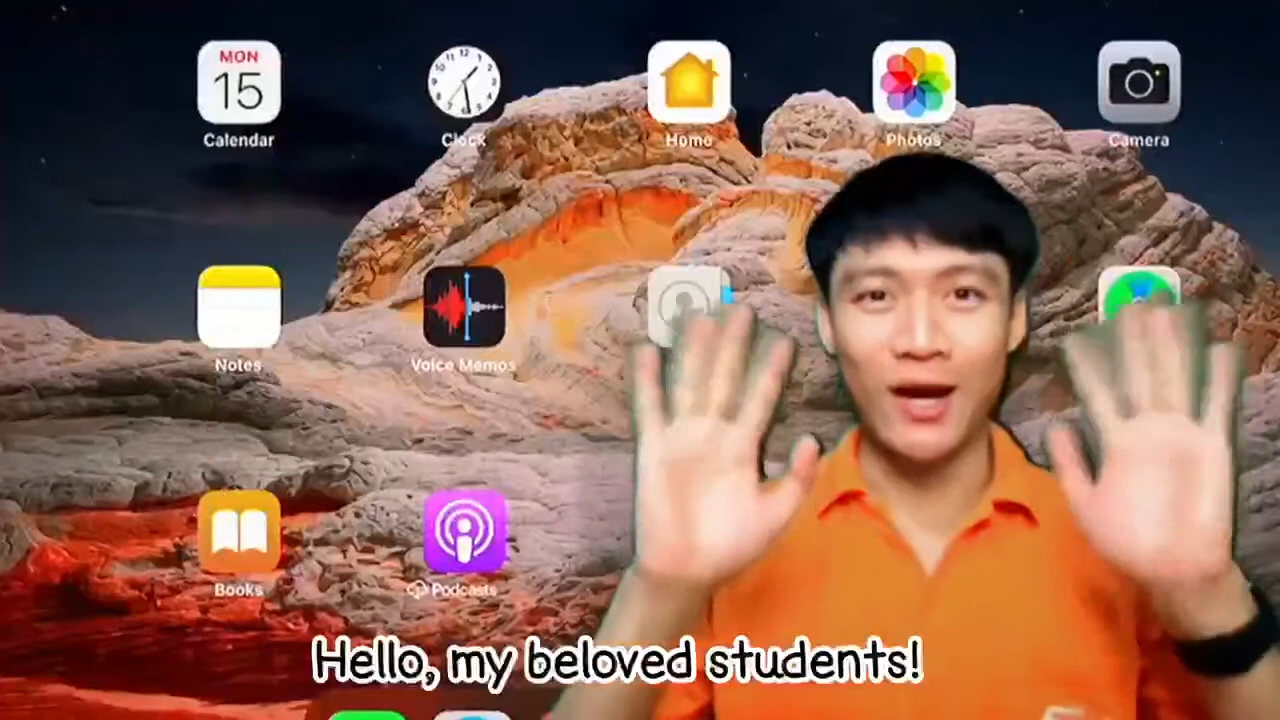 MON
15
Calendar
Clock
Home
Photos
Camera
Notes
Voice Memos
Books
Podcasts
Hello, my beloved students!